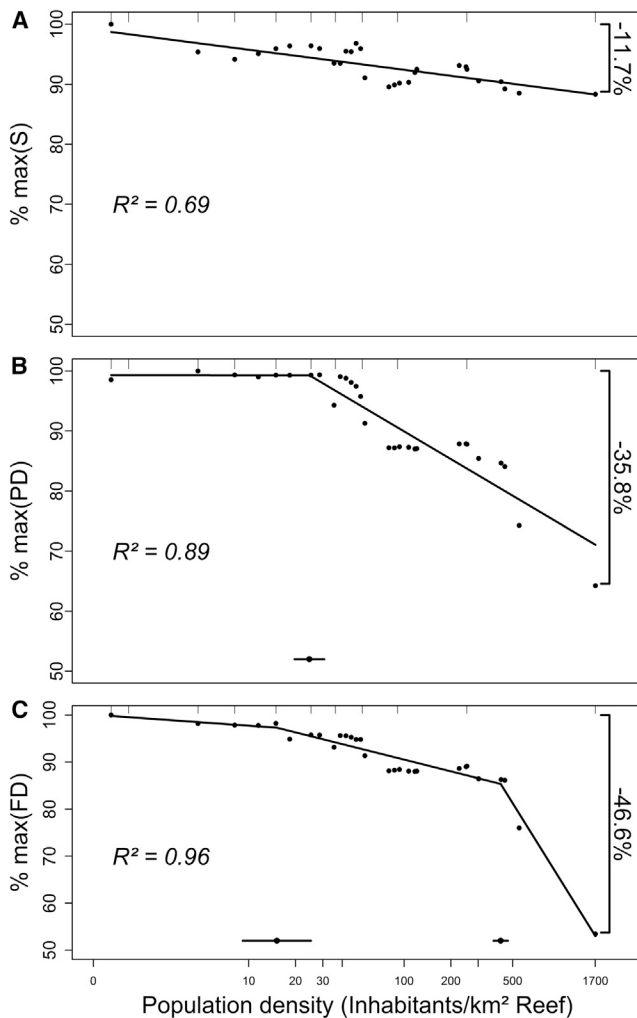 A
100
90
80
70
60
50
% max(S)
R² = 0.69
-11.7%
B
100
90
80
70
60
50
% max(PD)
R² = 0.89
-35.8%
C
100
90
80
70
60
50
% max(FD)
R² = 0.96
-46.6%
0 10 20 30 100 200 500 1700
Population density (Inhabitants/km² Reef)